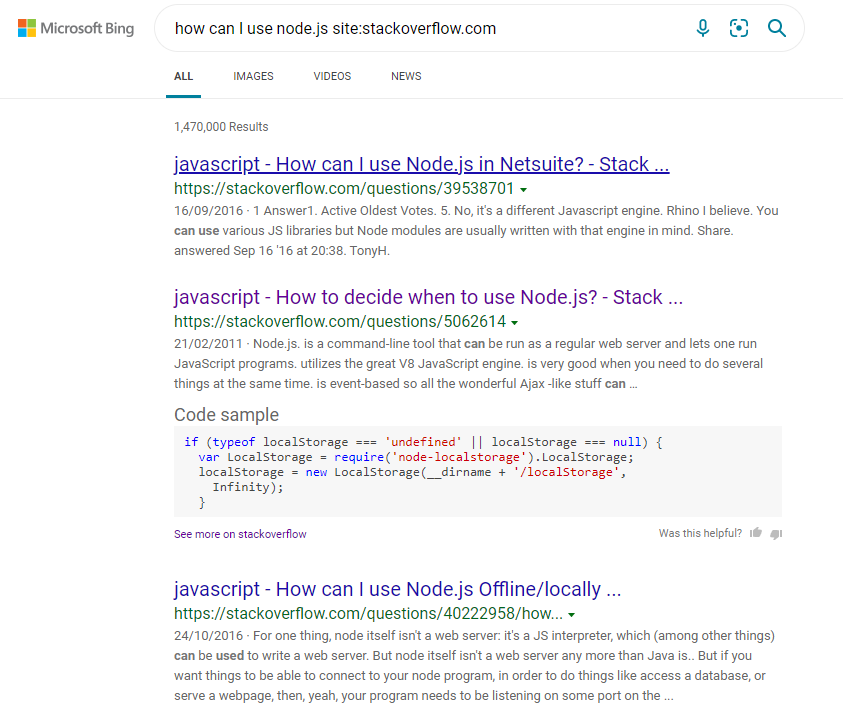 Microsoft Bing
how can I use node.js site:stackoverflow.com
ALL IMAGES VIDEOS NEWS
1,470,000 Results
javascript - How can I use Node.js in Netsuite? - Stack ...
https://stackoverflow.com/questions/39538701
16/09/2016 · 1 Answer1. Active Oldest Votes. 5. No, it's a different Javascript engine. Rhino I believe. You
can use various JS libraries but Node modules are usually written with that engine in mind. Share.
answered Sep 16 '16 at 20:38. TonyH.
javascript - How to decide when to use Node.js? - Stack ...
https://stackoverflow.com/questions/5062614
21/02/2011 · Node.js. is a command-line tool that can be run as a regular web server and lets one run
JavaScript programs. utilizes the great V8 JavaScript engine. is very good when you need to do several
things at the same time. is event-based so all the wonderful Ajax -like stuff can ...
Code sample
if (typeof localStorage === 'undefined' || localStorage === null) {
  var LocalStorage = require('node-localstorage').LocalStorage;
  localStorage = new LocalStorage(__dirname + '/localStorage',
    Infinity);
  }
See more on stackoverflow
Was this helpful?
javascript - How can I use Node.js Offline/locally ...
https://stackoverflow.com/questions/40222958/how...
24/10/2016 · For one thing, node itself isn't a web server: it's a JS interpreter, which (among other things)
can be used to write a web server. But node itself isn't a web server any more than Java is.. But if you
want things to be able to connect to your node program, in order to do things like access a database, or
serve a webpage, then, yeah, your program needs to be listening on some port on the ...